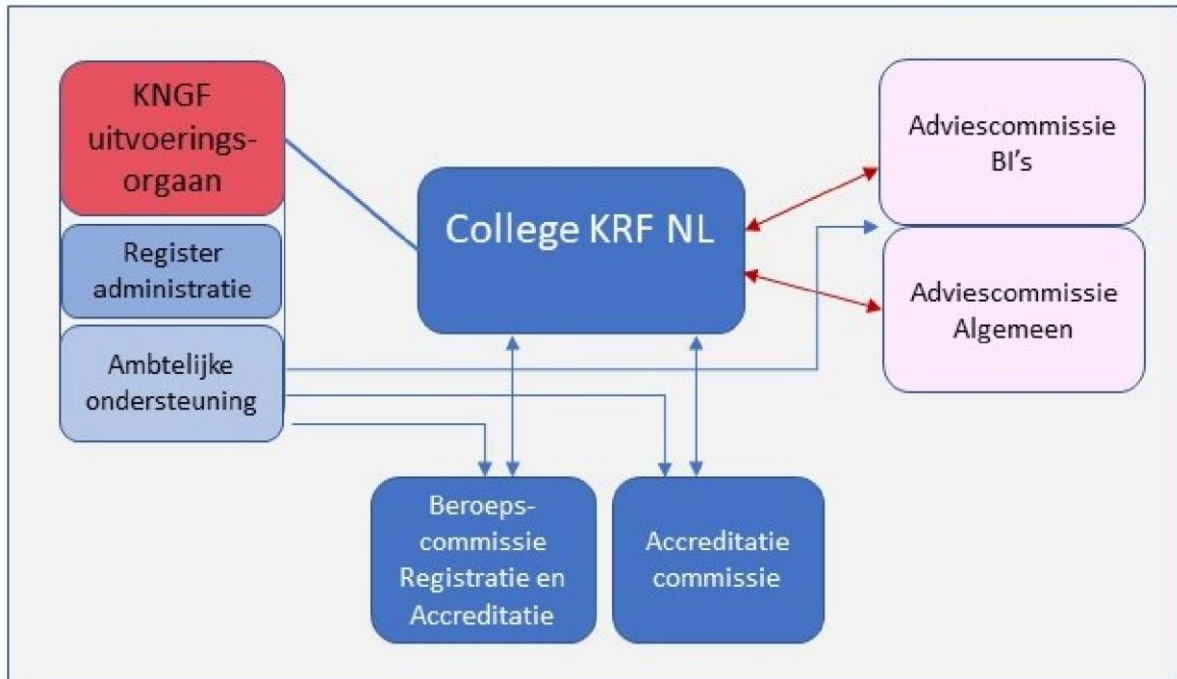 KNGF
uitvoerings-
orgaan
Register
administratie
Ambtelijke
ondersteuning
College KRF NL
Adviescommissie
BI's
Adviescommissie
Algemeen
Beroeps-
commissie
Registratie en
Accreditatie
Accreditatie
commissie